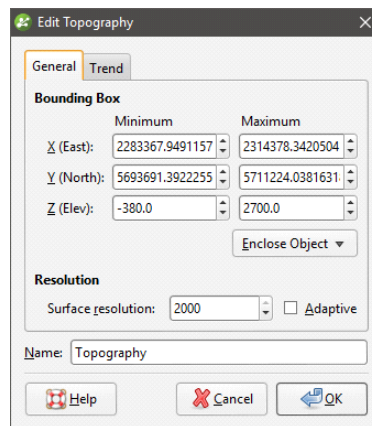 Edit Topography
General Trend
Bounding Box
Minimum Maximum
X (East): 2283367.9491157 2314378.3420504
Y (North): 5693691.3922255 5711224.0381631
Z (Elev): -380.0 2700.0
Enclose Object
Resolution
Surface resolution: 2000 Adaptive
Name: Topography
Help Cancel OK